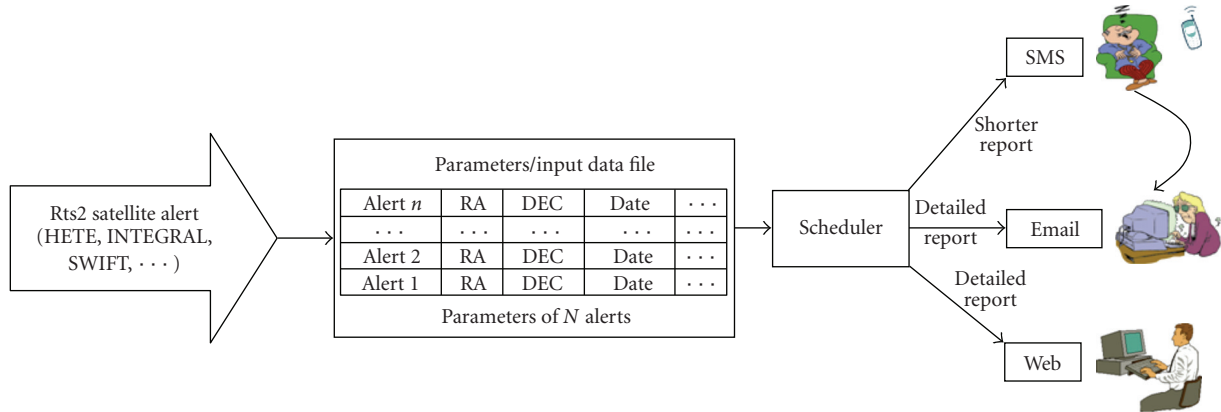 Rts2 satellite alert
(HETE, INTEGRAL,
SWIFT, · · · )
Parameters/input data file
Alert n RA DEC Date · · ·
· · · · · · · · · · · · · · ·
Alert 2 RA DEC Date · · ·
Alert 1 RA DEC Date · · ·
Parameters of N alerts
Scheduler
Shorter
report
Detailed
report
Detailed
report
SMS
Email
Web